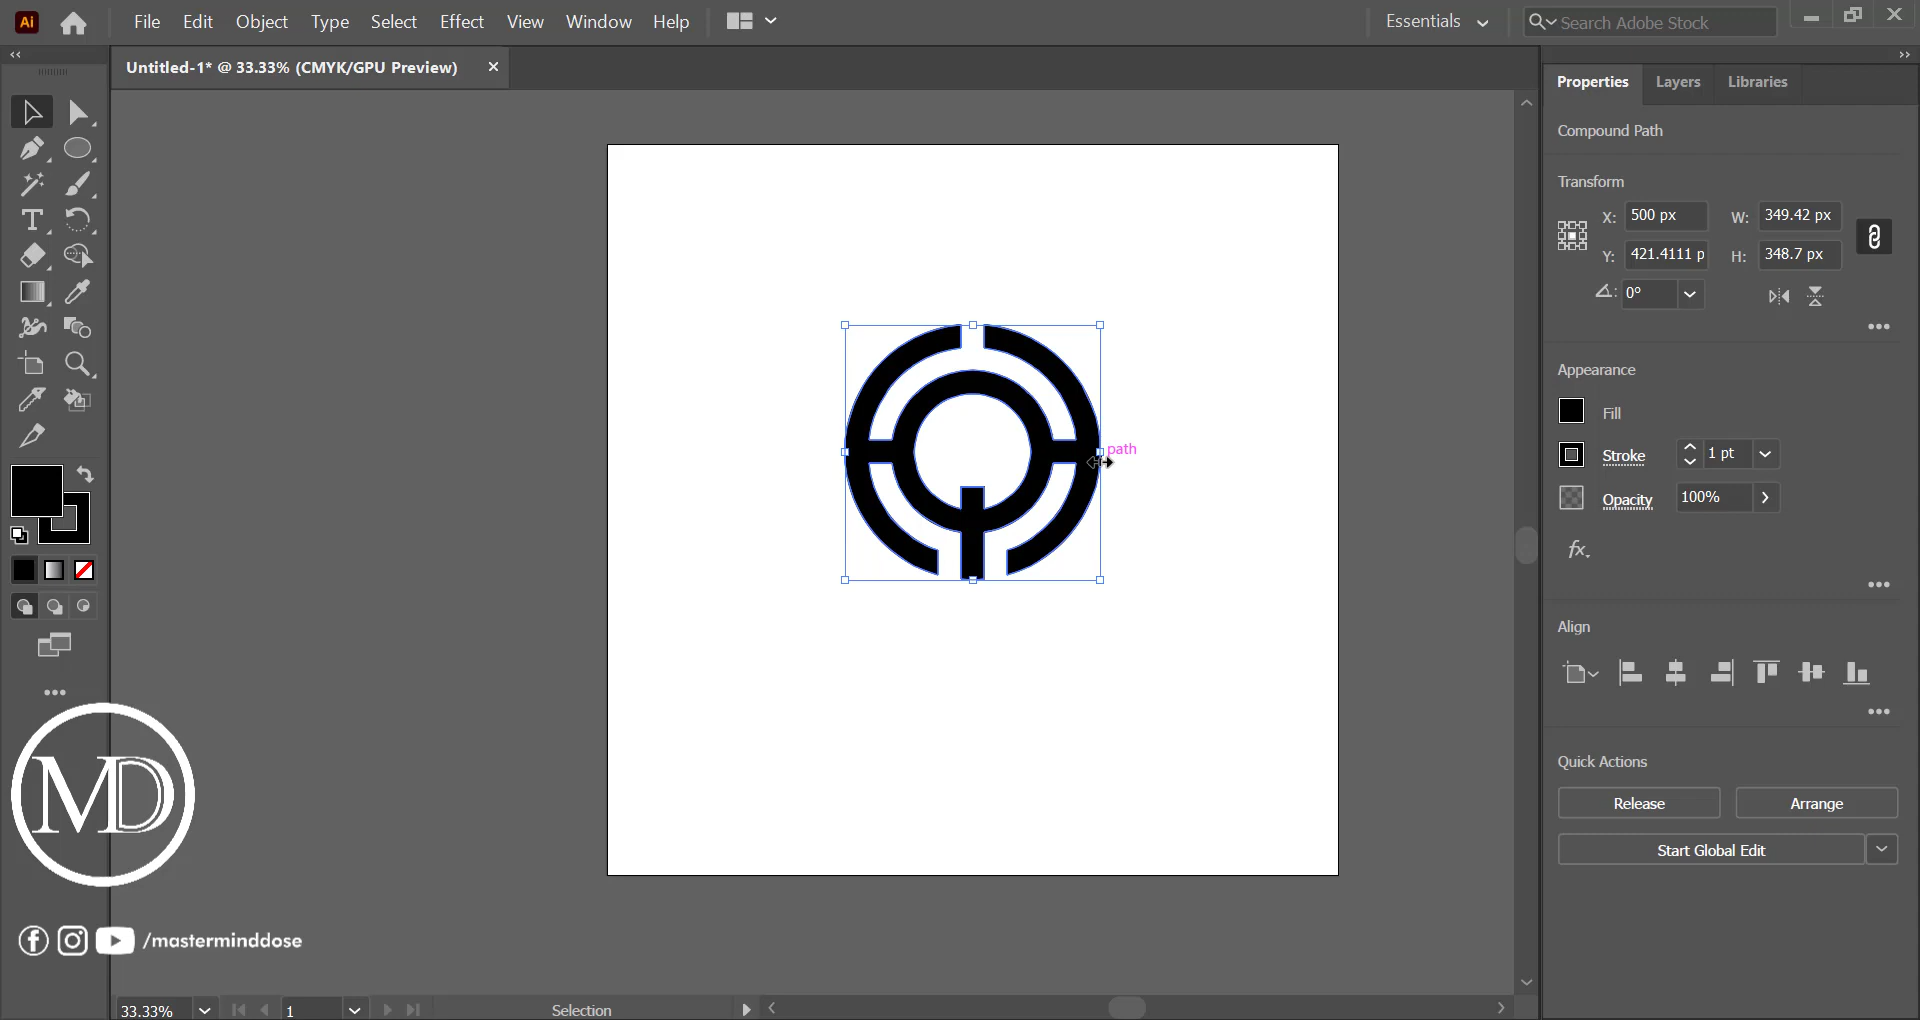 Ai File Edit Object Type Select Effect View Window Help Essentials Search Adobe Stock
Untitled-1* @ 33.33% (CMYK/GPU Preview)
Properties Layers Libraries
Compound Path
Transform
X: 500 px W: 349.42 px
Y: 421.4111 p H: 348.7 px
0°
Appearance
Fill
Stroke 1 pt
Opacity 100%
fx.
path
T
Align
Quick Actions
Release Arrange
Start Global Edit
MD
/masterminddose
33.33% 1 Selection